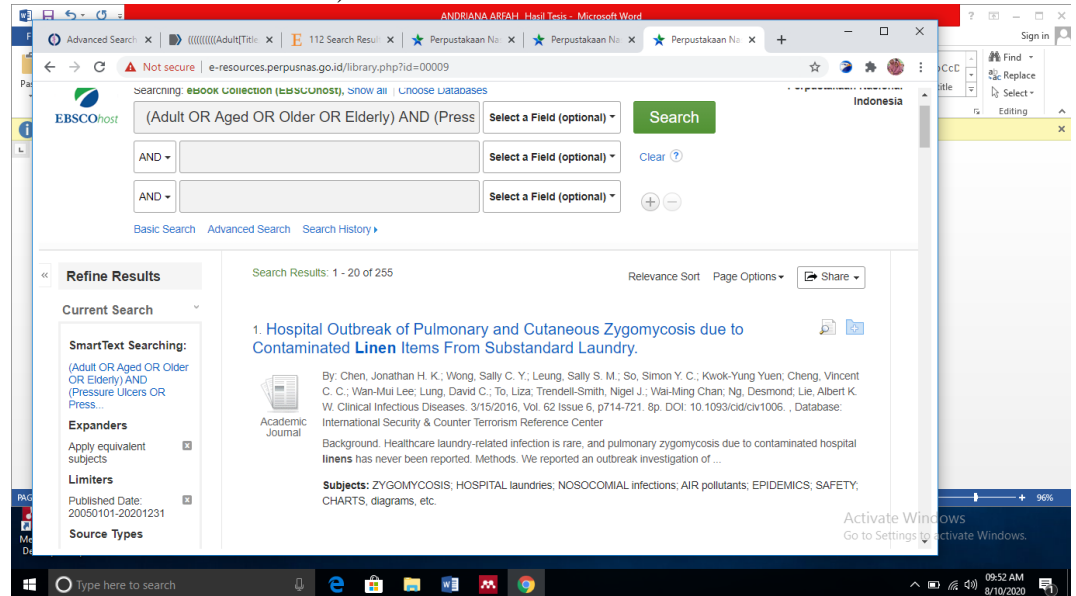 ANDRIANA ARFAH Hasil Tesis - Microsoft Word
Sign in
Advanced Search
((((((((((Adult[Title,
112 Search Resul
Perpustakaan Na
Perpustakaan Na
Perpustakaan Na
Not secure | e-resources.perpusnas.go.id/library.php?id=00009
Find
Replace
Select
Editing
Searching: eBook Collection (EBSCOhost), Show all | Choose Databases
Perpustakaan Nasional
Indonesia
EBSCOhost
(Adult OR Aged OR Older OR Elderly) AND (Press
Select a Field (optional)
Search
AND
Select a Field (optional)
Clear ?
AND
Select a Field (optional)
Basic Search Advanced Search Search History
« Refine Results
Search Results: 1 - 20 of 255
Relevance Sort Page Options Share
Current Search
SmartText Searching:
(Adult OR Aged OR Older
OR Elderly) AND
(Pressure Ulcers OR
Press...
Expanders
Apply equivalent
subjects
Limiters
Published Date:
20050101-20201231
Source Types
1. Hospital Outbreak of Pulmonary and Cutaneous Zygomycosis due to
Contaminated Linen Items From Substandard Laundry.
Academic
Journal
By: Chen, Jonathan H. K.; Wong, Sally C. Y.; Leung, Sally S. M.; So, Simon Y. C.; Kwok-Yung Yuen; Cheng, Vincent
C. C.; Wan-Mui Lee; Lung, David C.; To, Liza; Trendell-Smith, Nigel J.; Wai-Ming Chan; Ng, Desmond; Lie, Albert K.
W. Clinical Infectious Diseases. 3/15/2016, Vol. 62 Issue 6, p714-721. 8p. DOI: 10.1093/cid/civ1006. , Database:
International Security & Counter Terrorism Reference Center
Background. Healthcare laundry-related infection is rare, and pulmonary zygomycosis due to contaminated hospital
linens has never been reported. Methods. We reported an outbreak investigation of ...
Subjects: ZYGOMYCOSIS; HOSPITAL laundries; NOSOCOMIAL infections; AIR pollutants; EPIDEMICS; SAFETY;
CHARTS, diagrams, etc.
96%
Activate Windows
Go to Settings to activate Windows.
Type here to search
09:52 AM
8/10/2020